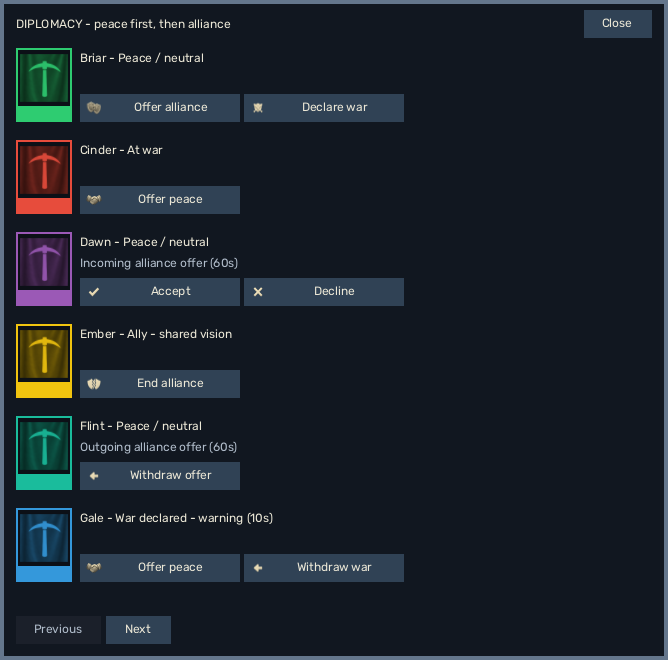 DIPLOMACY - peace first, then alliance
Close
Briar - Peace / neutral
Offer alliance
Declare war
Cinder - At war
Offer peace
Dawn - Peace / neutral
Incoming alliance offer (60s)
Accept
Decline
Ember - Ally - shared vision
End alliance
Flint - Peace / neutral
Outgoing alliance offer (60s)
Withdraw offer
Gale - War declared - warning (10s)
Offer peace
Withdraw war
Previous
Next